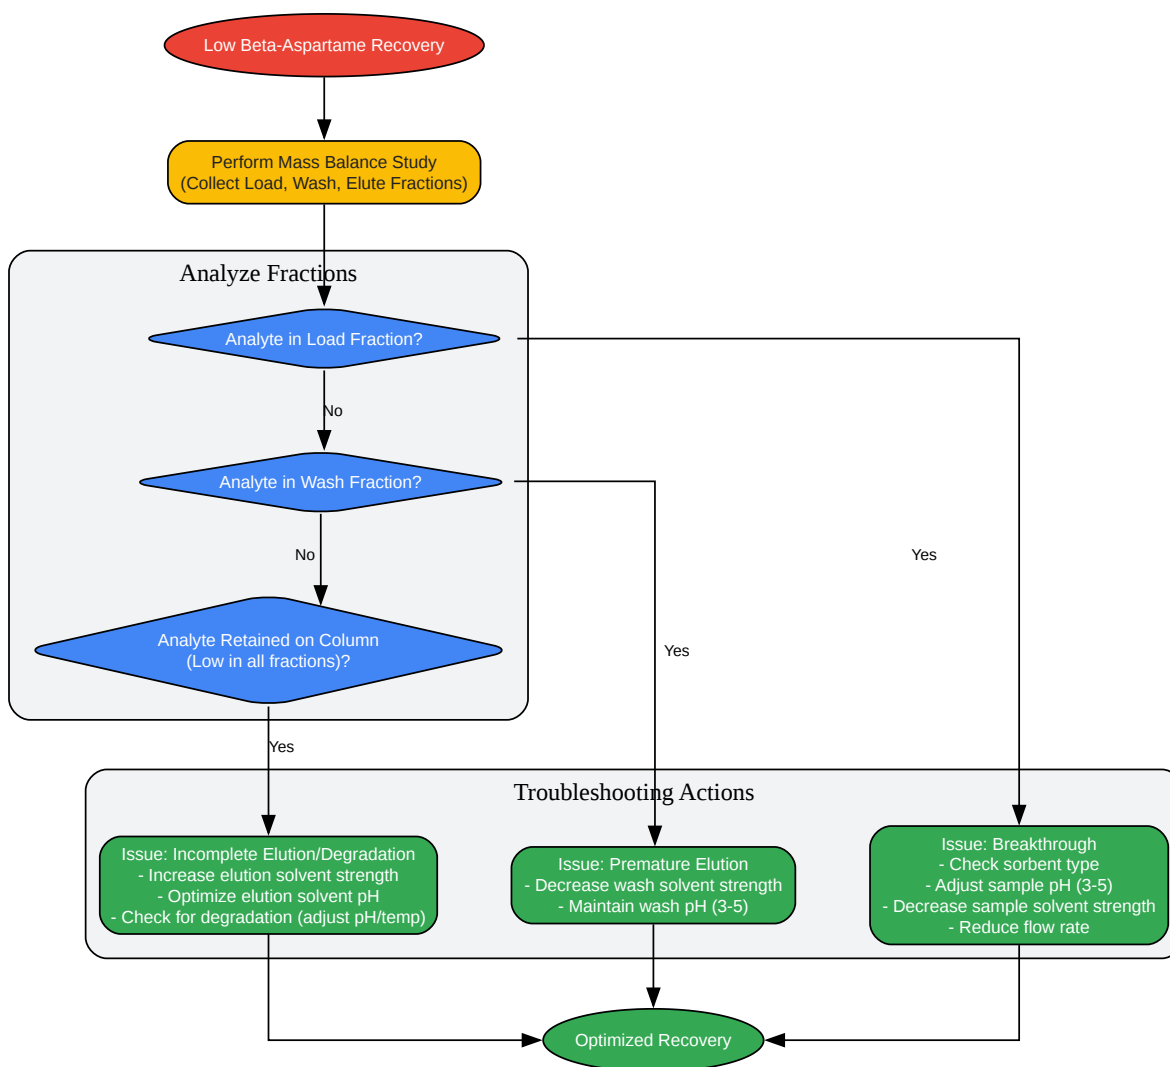 Low Beta-Aspartame Recovery
Perform Mass Balance Study
(Collect Load, Wash, Elute Fractions)
Analyze Fractions
Analyte in Load Fraction?
No
Analyte in Wash Fraction?
No
Yes
Analyte Retained on Column
(Low in all fractions)?
Yes
Yes
Troubleshooting Actions
Issue: Incomplete Elution/Degradation
- Increase elution solvent strength
- Optimize elution solvent pH
- Check for degradation (adjust pH/temp)
Issue: Premature Elution
- Decrease wash solvent strength
- Maintain wash pH (3-5)
Issue: Breakthrough
- Check sorbent type
- Adjust sample pH (3-5)
- Decrease sample solvent strength
- Reduce flow rate
Optimized Recovery